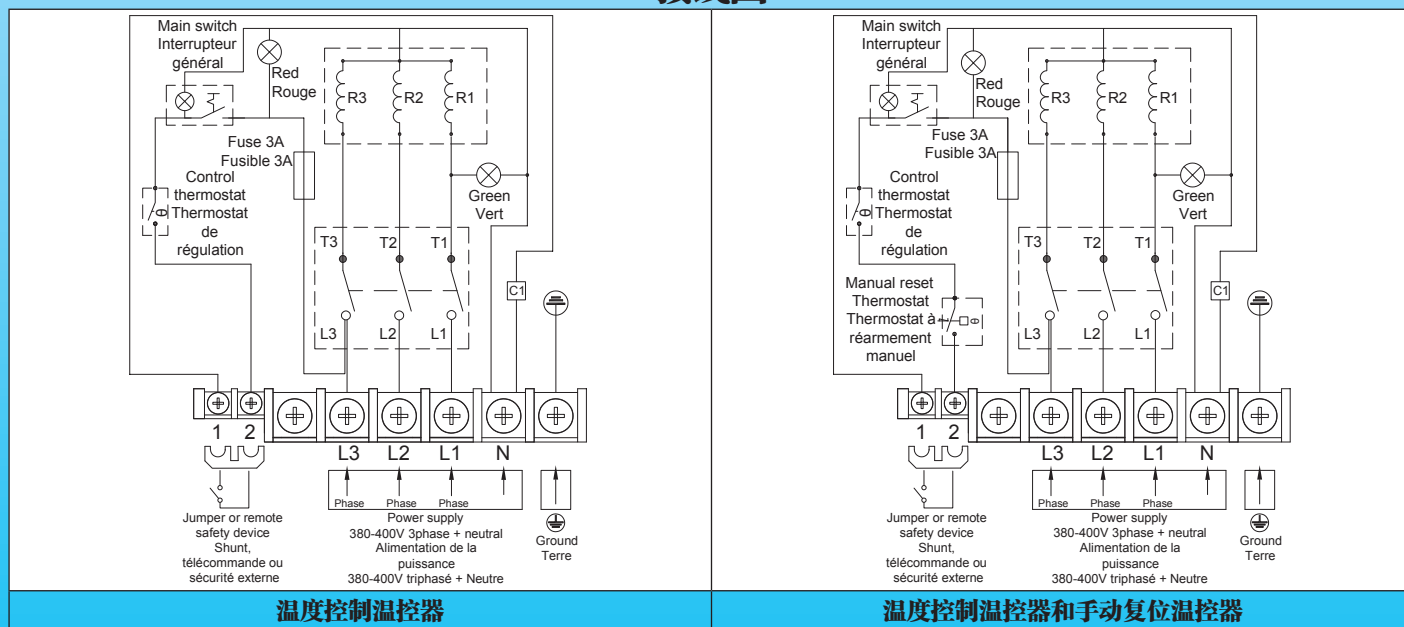 接线图
Main switch
Interrupteur
général
Red
Rouge
R3
R2
R1
Fuse 3A
Fusible 3A
Control
thermostat
Thermostat
de
régulation
θ
Green
Vert
T3
T2
T1
C1
L3
L2
L1
1
2
L3
L2
L1
N
Phase
Phase
Phase
Jumper or remote
safety device
Shunt,
télécommande ou
sécurité externe
Power supply
380-400V 3phase + neutral
Alimentation de la
puissance
380-400V triphasé + Neutre
Ground
Terre
温度控制温控器
Main switch
Interrupteur
général
Red
Rouge
R3
R2
R1
Fuse 3A
Fusible 3A
Control
thermostat
Thermostat
de
régulation
θ
Green
Vert
T3
T2
T1
Manual reset
Thermostat
Thermostat à
réarmement
manuel
θ
C1
L3
L2
L1
1
2
L3
L2
L1
N
Phase
Phase
Phase
Jumper or remote
safety device
Shunt,
télécommande ou
sécurité externe
Power supply
380-400V 3phase + neutral
Alimentation de la
puissance
380-400V triphasé + Neutre
Ground
Terre
温度控制温控器和手动复位温控器